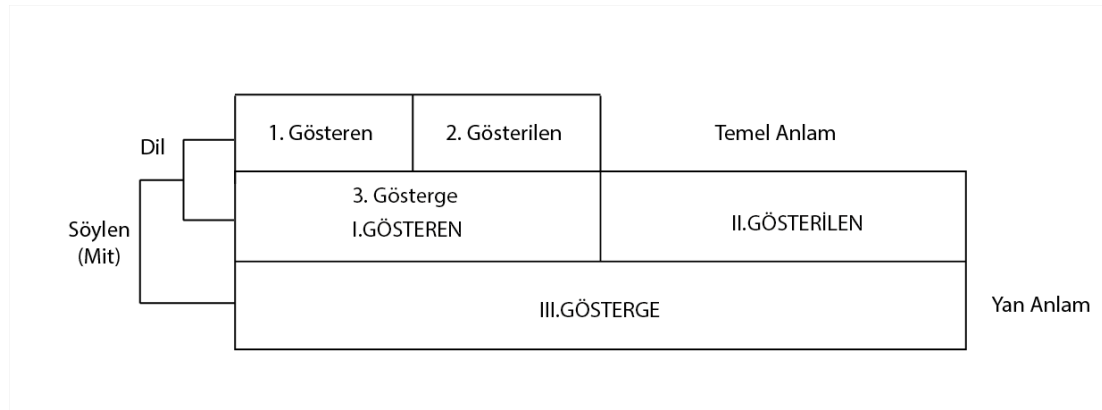 1. Gösteren
2. Gösterilen
Temel Anlam
Dil
3. Gösterge
I.GÖSTEREN
II.GÖSTERİLEN
Söylen
(Mit)
III.GÖSTERGE
Yan Anlam